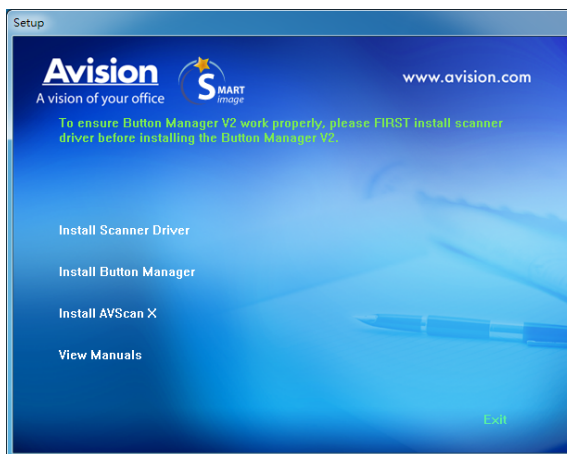 Setup
Avision
A vision of your office
SMART
image
www.avision.com
To ensure Button Manager V2 work properly, please FIRST install scanner
driver before installing the Button Manager V2.
Install Scanner Driver
Install Button Manager
Install AVScan X
View Manuals
Exit